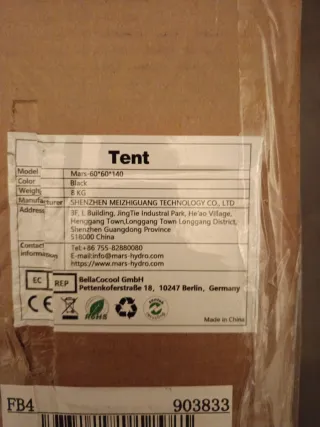 Tent
Model Mars-60*60*140
Color Black
Weigh 8 KG
Manufacturer SHENZHEN MEIZHIGUANG TECHNOLOGY CO., LTD
Address 3F, L Building, JingTie Industral Park, He'ao Village,
Henggang Town,Longgang Town Longgang District,
Shenzhen Guangdong Province
518000 China
Contact information Tel:+86 755-82880080
E-mail:info@mars-hydro.com
https://www.mars-hydro.com
EC REP BellaCocool GmbH
Pettenkoferstraße 18, 10247 Berlin, Germany
CE RoHS
Made in China
FB4 903833